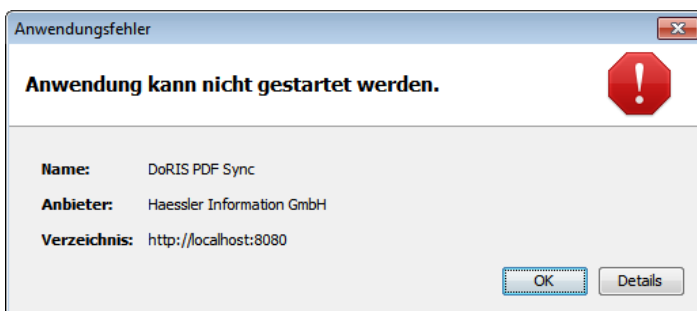 Anwendungsfehler
Anwendung kann nicht gestartet werden.
Name: DoRIS PDF Sync
Anbieter: Haessler Information GmbH
Verzeichnis: http://localhost:8080
OK Details